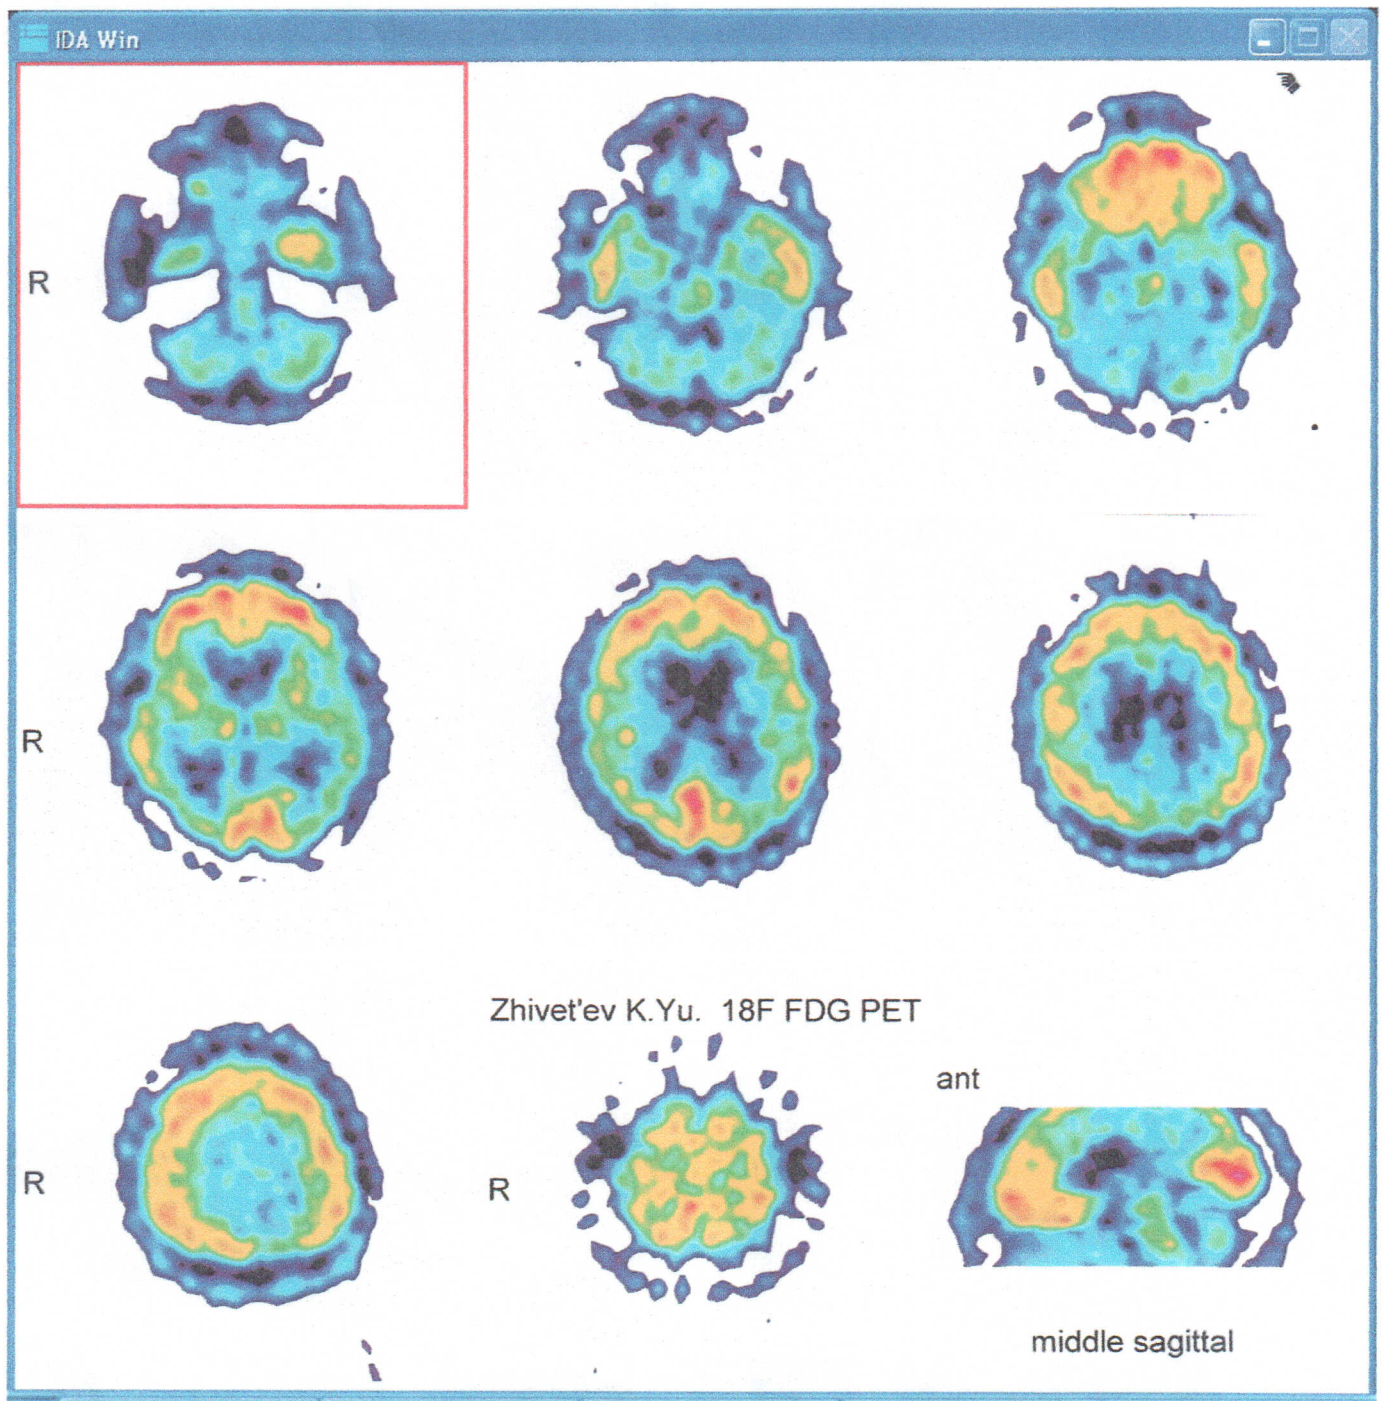 IDA Win
R
R
Zhivet'ev K.Yu. 18F FDG PET
ant
R
R
middle sagittal